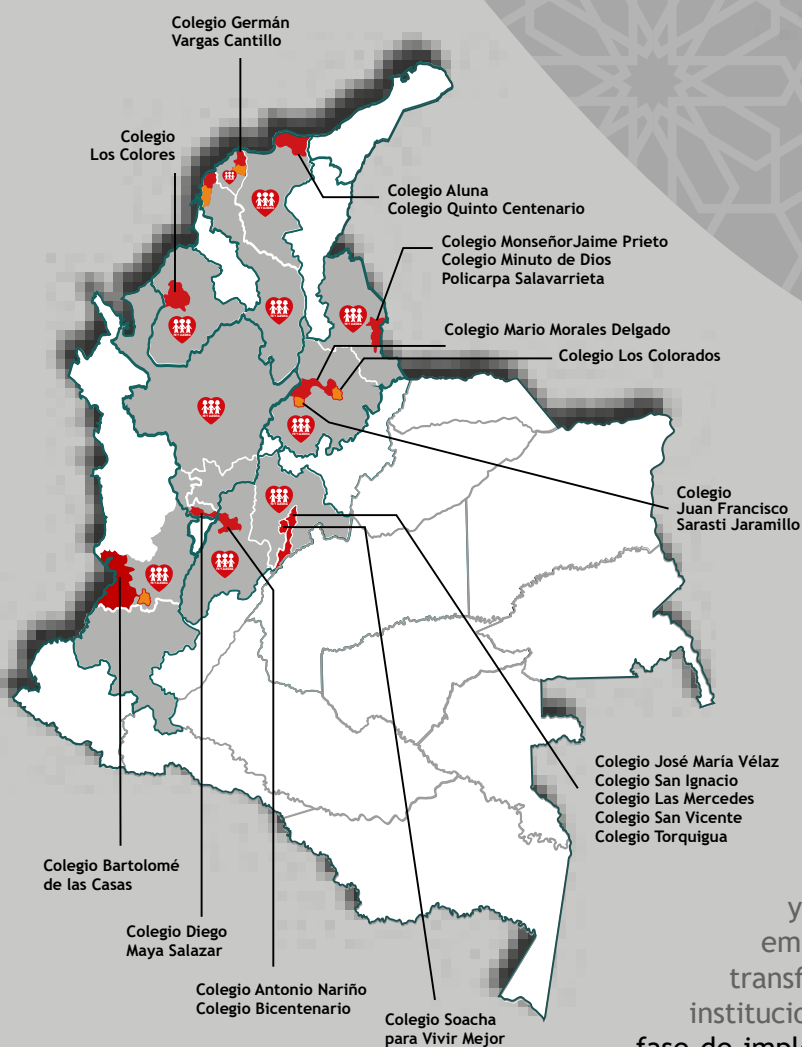 Colegio Germán
Vargas Cantillo
Colegio
Los Colores
Colegio Aluna
Colegio Quinto Centenario
Colegio MonseñorJaime Prieto
Colegio Minuto de Dios
Policarpa Salavarrieta
Colegio Mario Morales Delgado
Colegio Los Colorados
Colegio
Juan Francisco
Sarasti Jaramillo
Colegio José María Vélaz
Colegio San Ignacio
Colegio Las Mercedes
Colegio San Vicente
Colegio Torquigua
Colegio Bartolomé
de las Casas
Colegio Diego
Maya Salazar
Colegio Antonio Nariño
Colegio Bicentenario
Colegio Soacha
para Vivir Mejor
y
em
transf
institucio